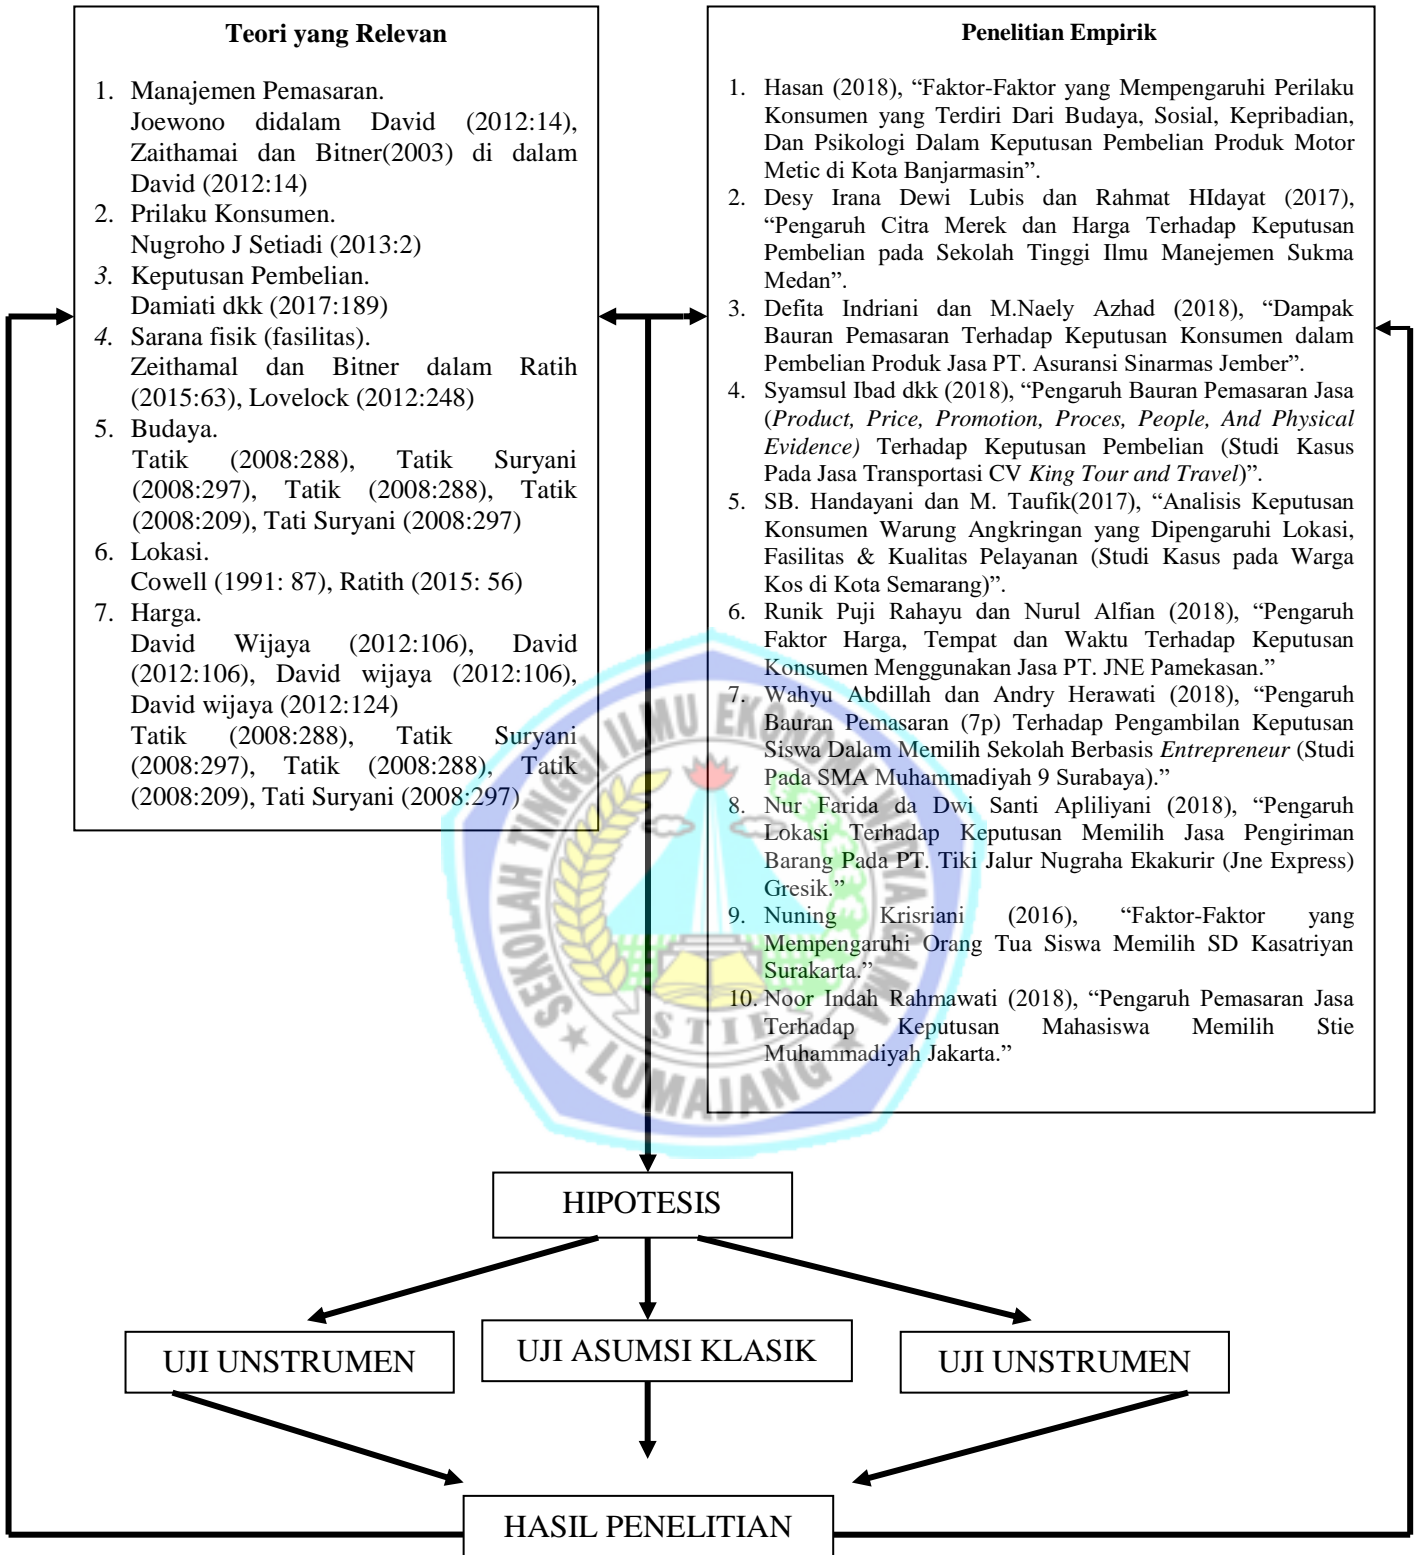 Teori yang Relevan
1. Manajemen Pemasaran.
Joewono didalam David (2012:14),
Zaithamai dan Bitner(2003) di dalam
David (2012:14)
2. Prilaku Konsumen.
Nugroho J Setiadi (2013:2)
3. Keputusan Pembelian.
Damiati dkk (2017:189)
4. Sarana fisik (fasilitas).
Zeithamal dan Bitner dalam Ratih
(2015:63), Lovelock (2012:248)
5. Budaya.
Tatik (2008:288), Tatik Suryani
(2008:297), Tatik (2008:288), Tatik
(2008:209), Tati Suryani (2008:297)
6. Lokasi.
Cowell (1991: 87), Ratith (2015: 56)
7. Harga.
David Wijaya (2012:106), David
(2012:106), David wijaya (2012:106),
David wijaya (2012:124)
Tatik (2008:288), Tatik Suryani
(2008:297), Tatik (2008:288), Tatik
(2008:209), Tati Suryani (2008:297)
Penelitian Empirik
1. Hasan (2018), “Faktor-Faktor yang Mempengaruhi Perilaku
Konsumen yang Terdiri Dari Budaya, Sosial, Kepribadian,
Dan Psikologi Dalam Keputusan Pembelian Produk Motor
Metic di Kota Banjarmasin”.
2. Desy Irana Dewi Lubis dan Rahmat HIdayat (2017),
“Pengaruh Citra Merek dan Harga Terhadap Keputusan
Pembelian pada Sekolah Tinggi Ilmu Manejemen Sukma
Medan”.
3. Defita Indriani dan M.Naely Azhad (2018), “Dampak
Bauran Pemasaran Terhadap Keputusan Konsumen dalam
Pembelian Produk Jasa PT. Asuransi Sinarmas Jember”.
4. Syamsul Ibad dkk (2018), “Pengaruh Bauran Pemasaran Jasa
(Product, Price, Promotion, Proces, People, And Physical
Evidence) Terhadap Keputusan Pembelian (Studi Kasus
Pada Jasa Transportasi CV King Tour and Travel)”.
5. SB. Handayani dan M. Taufik(2017), “Analisis Keputusan
Konsumen Warung Angkringan yang Dipengaruhi Lokasi,
Fasilitas & Kualitas Pelayanan (Studi Kasus pada Warga
Kos di Kota Semarang)”.
6. Runik Puji Rahayu dan Nurul Alfian (2018), “Pengaruh
Faktor Harga, Tempat dan Waktu Terhadap Keputusan
Konsumen Menggunakan Jasa PT. JNE Pamekasan.”
7. Wahyu Abdillah dan Andry Herawati (2018), “Pengaruh
Bauran Pemasaran (7p) Terhadap Pengambilan Keputusan
Siswa Dalam Memilih Sekolah Berbasis Entrepreneur (Studi
Pada SMA Muhammadiyah 9 Surabaya).”
8. Nur Farida da Dwi Santi Apliliyani (2018), “Pengaruh
Lokasi Terhadap Keputusan Memilih Jasa Pengiriman
Barang Pada PT. Tiki Jalur Nugraha Ekakurir (Jne Express)
Gresik.”
9. Nuning Krisriani (2016), “Faktor-Faktor yang
Mempengaruhi Orang Tua Siswa Memilih SD Kasatriyan
Surakarta.”
10. Noor Indah Rahmawati (2018), “Pengaruh Pemasaran Jasa
Terhadap Keputusan Mahasiswa Memilih Stie
Muhammadiyah Jakarta.”
SEKOLAH TINGGI ILMU EKONOMI WIDYA GAMA
STIE
LUMAJANG
HIPOTESIS
UJI UNSTRUMEN
UJI ASUMSI KLASIK
UJI UNSTRUMEN
HASIL PENELITIAN